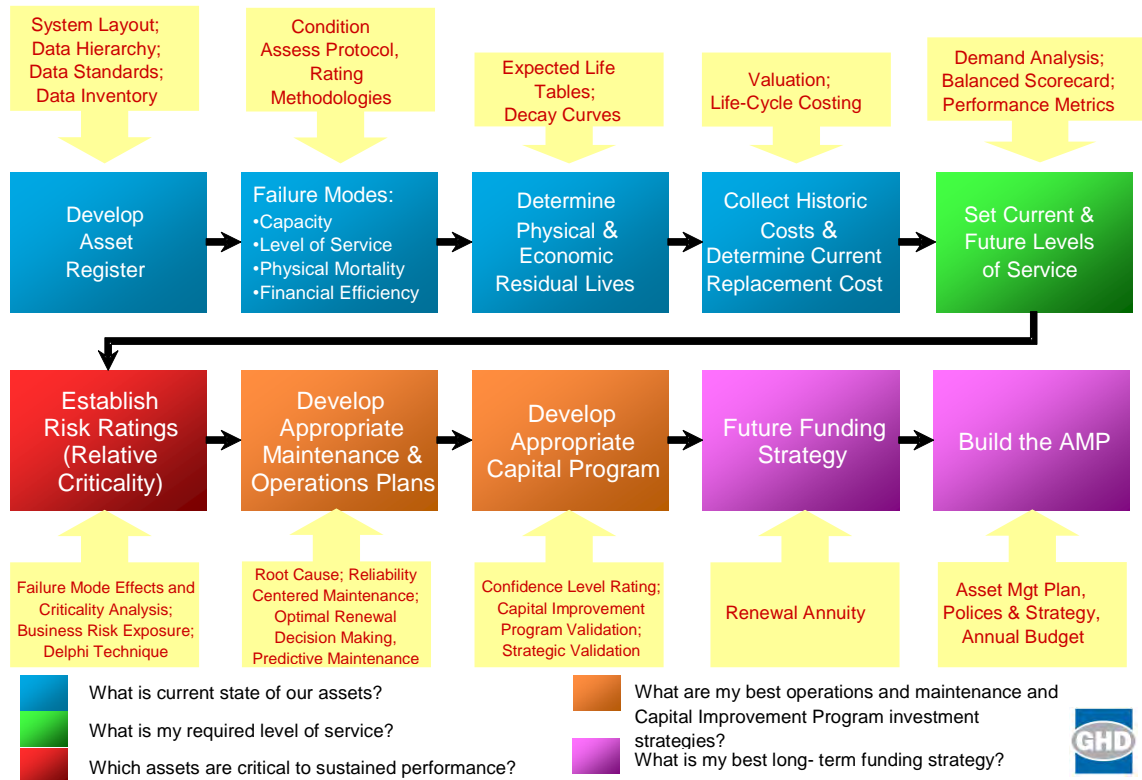 System Layout;
Data Hierarchy;
Data Standards;
Data Inventory
Condition
Assess Protocol,
Rating
Methodologies
Expected Life
Tables;
Decay Curves
Valuation;
Life-Cycle Costing
Demand Analysis;
Balanced Scorecard;
Performance Metrics
Develop
Asset
Register
Failure Modes:
•Capacity
•Level of Service
•Physical Mortality
•Financial Efficiency
Determine
Physical &
Economic
Residual Lives
Collect Historic
Costs &
Determine Current
Replacement Cost
Set Current &
Future Levels
of Service
Establish
Risk Ratings
(Relative
Criticality)
Develop
Appropriate
Maintenance &
Operations Plans
Develop
Appropriate
Capital Program
Future Funding
Strategy
Build the AMP
Failure Mode Effects and
Criticality Analysis;
Business Risk Exposure;
Delphi Technique
Root Cause; Reliability
Centered Maintenance;
Optimal Renewal
Decision Making,
Predictive Maintenance
Confidence Level Rating;
Capital Improvement
Program Validation;
Strategic Validation
Renewal Annuity
Asset Mgt Plan,
Polices & Strategy,
Annual Budget
What is current state of our assets?
What is my required level of service?
Which assets are critical to sustained performance?
What are my best operations and maintenance and
Capital Improvement Program investment
strategies?
What is my best long- term funding strategy?
GHD